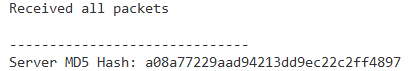 Received all packets
------------------------------
Server MD5 Hash: a08a77229aad94213dd9ec22c2ff4897